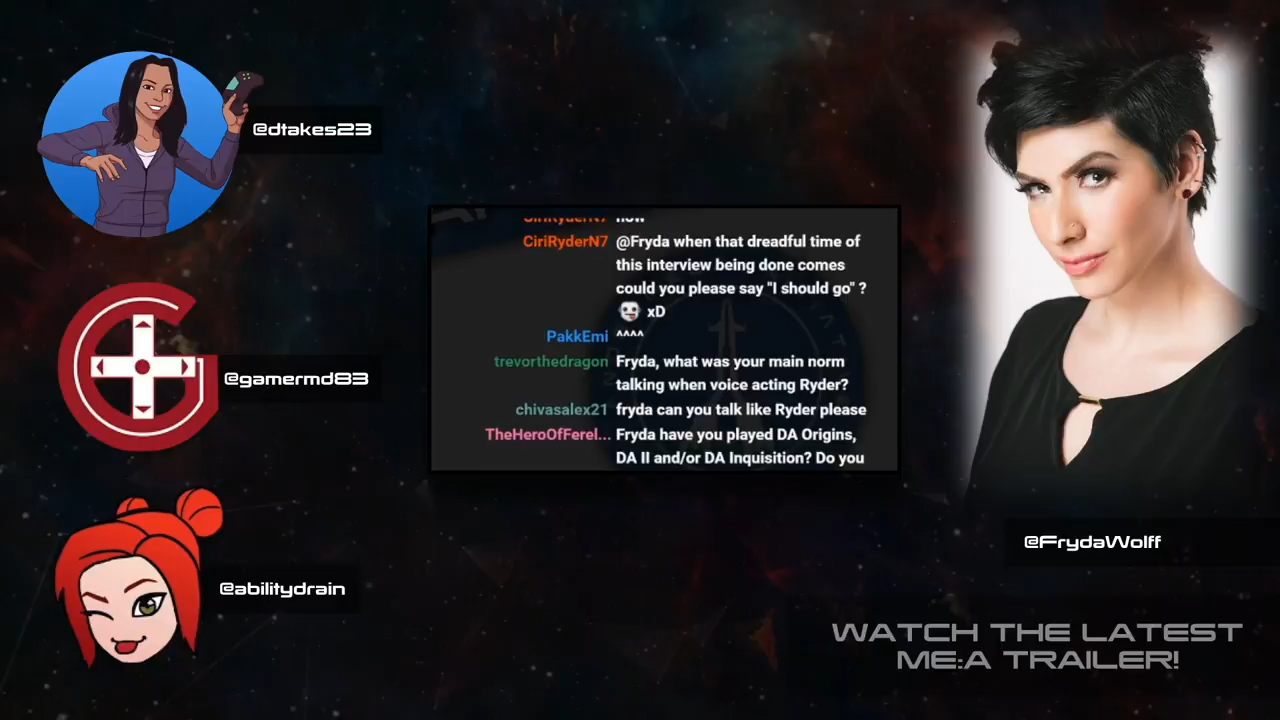 @dtakes23
@gamermd83
@abilitydrain
CiriRyderN7 now
CiriRyderN7 @Fryda when that dreadful time of
this interview being done comes
could you please say "I should go" ?
xD
PakkEmi ^^^^
trevorthedragon Fryda, what was your main norm
talking when voice acting Ryder?
chivasalex21 fryda can you talk like Ryder please
TheHeroOfFerel... Fryda have you played DA Origins,
DA II and/or DA Inquisition? Do you
@FrydaWolff
WATCH THE LATEST
ME:A TRAILER!